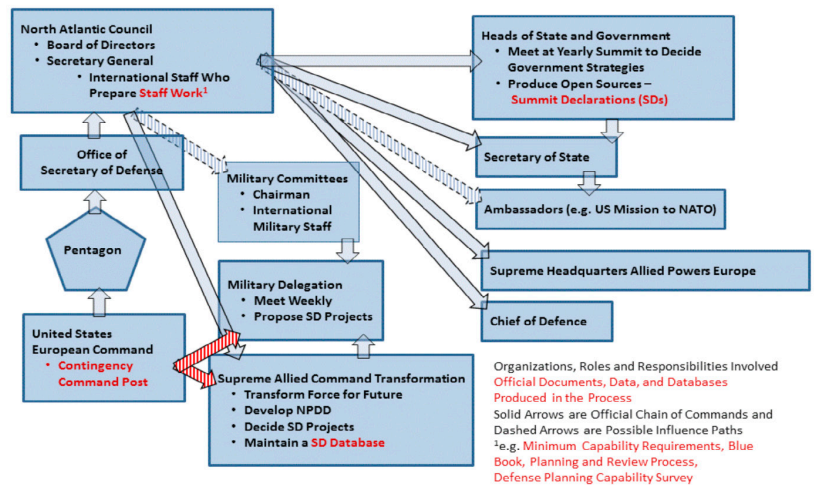 North Atlantic Council
• Board of Directors
• Secretary General
• International Staff Who
Prepare Staff Work¹
Heads of State and Government
• Meet at Yearly Summit to Decide
Government Strategies
• Produce Open Sources –
Summit Declarations (SDs)
Office of
Secretary of Defense
Secretary of State
Military Committees
• Chairman
• International
Military Staff
Ambassadors (e.g. US Mission to NATO)
Pentagon
Supreme Headquarters Allied Powers Europe
Military Delegation
• Meet Weekly
• Propose SD Projects
Chief of Defence
United States
European Command
• Contingency
Command Post
Supreme Allied Command Transformation
• Transform Force for Future
• Develop NPDD
• Decide SD Projects
• Maintain a SD Database
Organizations, Roles and Responsibilities Involved
Official Documents, Data, and Databases
Produced in the Process
Solid Arrows are Official Chain of Commands and
Dashed Arrows are Possible Influence Paths
¹e.g. Minimum Capability Requirements, Blue
Book, Planning and Review Process,
Defense Planning Capability Survey